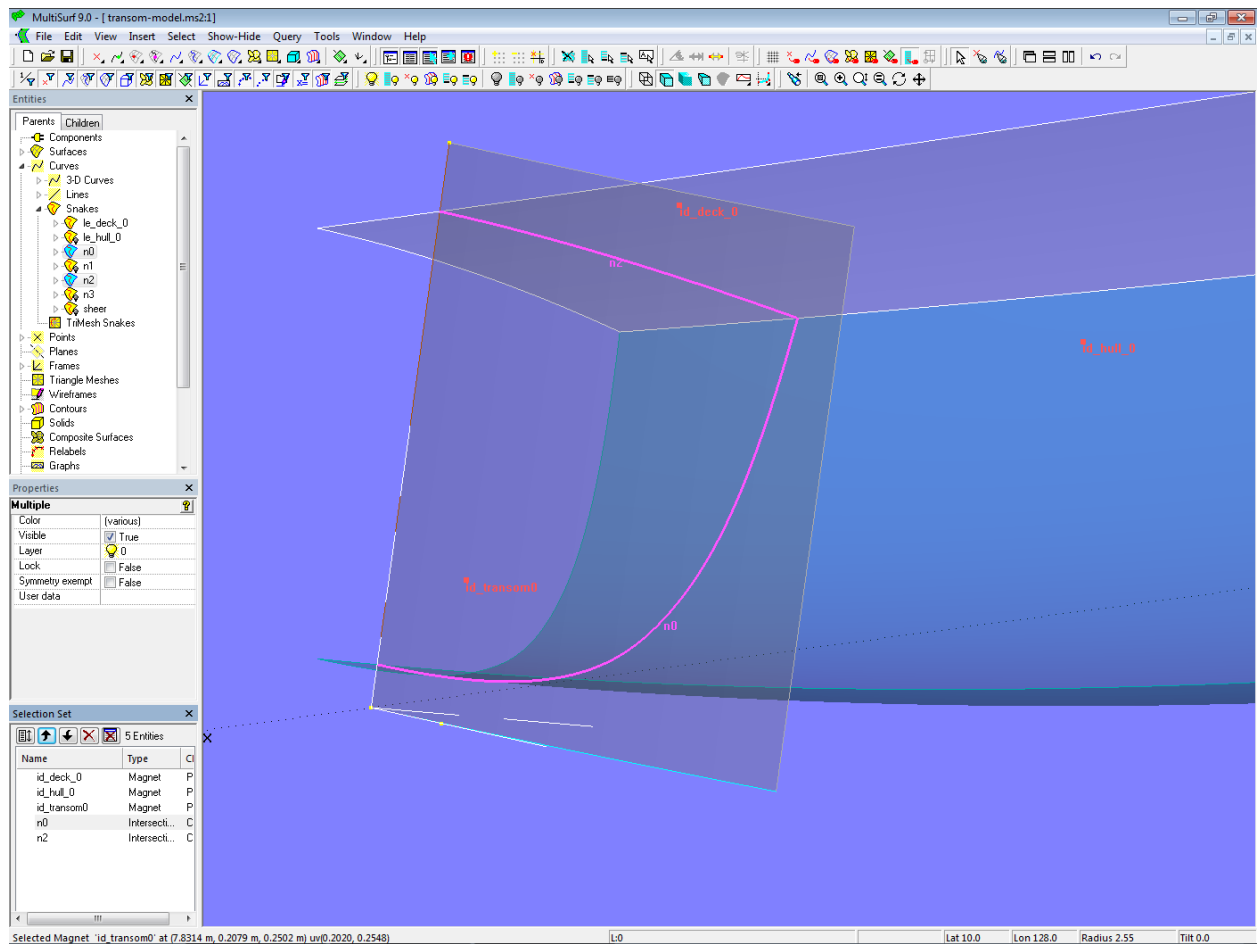 MultiSurf 9.0 - [ transom-model.ms2:1]
File Edit View Insert Select Show-Hide Query Tools Window Help
Entities
Parents Children
Components
Surfaces
Curves
3-D Curves
Lines
Snakes
le_deck_0
le_hull_0
n0
n1
n2
n3
sheer
TriMesh Snakes
Points
Planes
Frames
Triangle Meshes
Wireframes
Contours
Solids
Composite Surfaces
Relabels
Graphs
Properties
Multiple
Color (various)
Visible True
Layer 0
Lock False
Symmetry exempt False
User data
Selection Set
5 Entities
Name Type Cl
id_deck_0 Magnet P
id_hull_0 Magnet P
id_transom0 Magnet P
n0 Intersecti... C
n2 Intersecti... C
id_deck_0
n2
id_hull_0
id_transom0
n0
X
Selected Magnet 'id_transom0' at (7.8314 m, 0.2079 m, 0.2502 m) uv(0.2020, 0.2548) L:0 Lat 10.0 Lon 128.0 Radius 2.55 Tilt 0.0